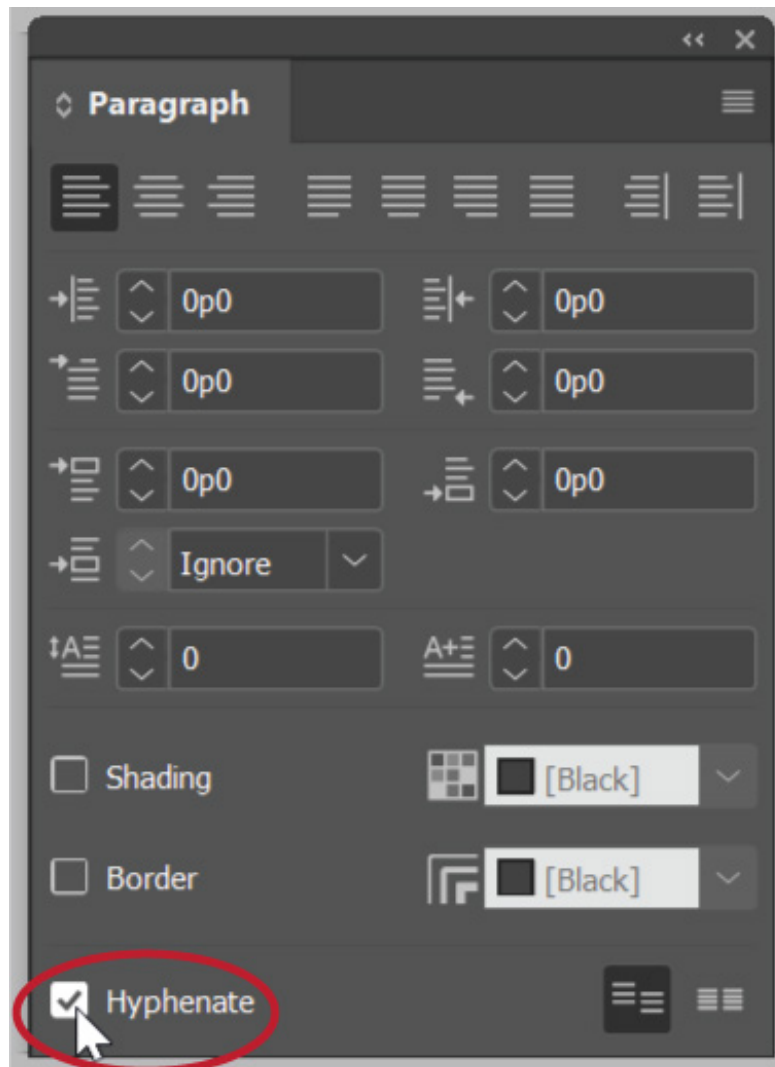 Paragraph
0p0 0p0
0p0 0p0
0p0 0p0
Ignore
0 0
Shading [Black]
Border [Black]
Hyphenate